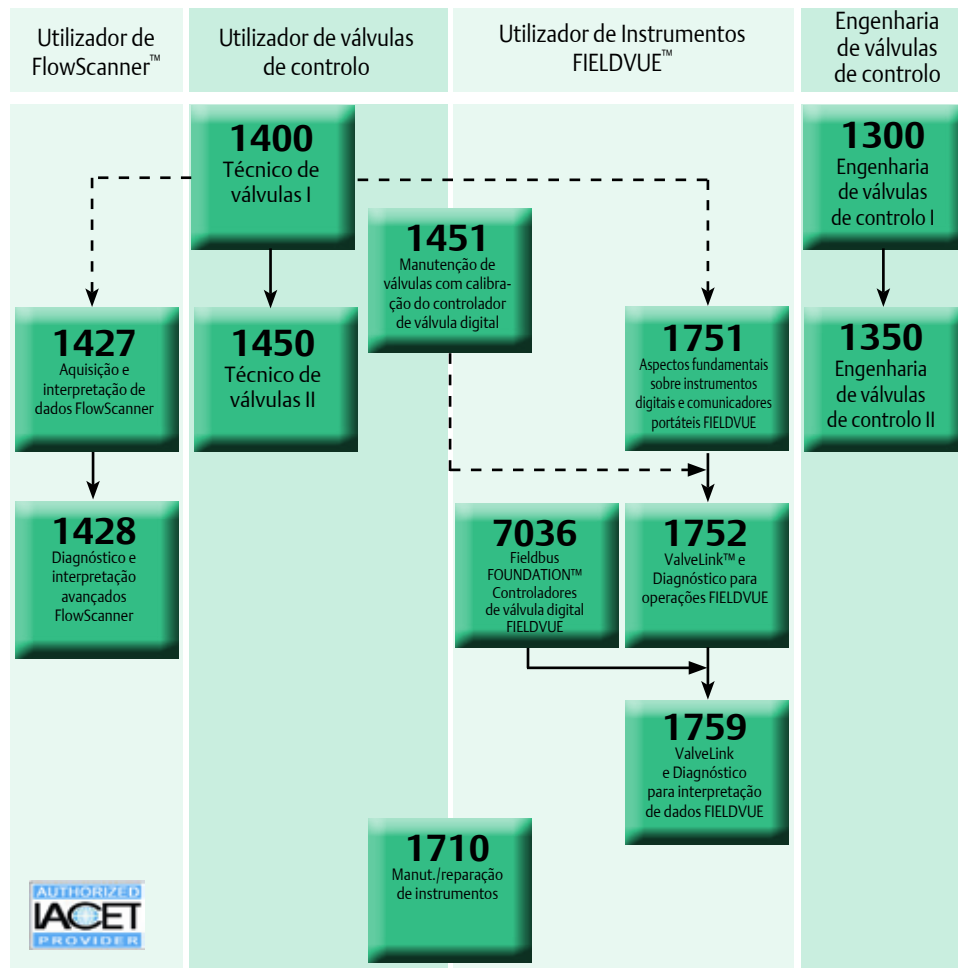 Utilizador de
FlowScanner™
Utilizador de válvulas
de controlo
Utilizador de Instrumentos
FIELDVUE™
Engenharia
de válvulas
de controlo
1400
Técnico de
válvulas I
1300
Engenharia
de válvulas
de controlo I
1451
Manutenção de
válvulas com calibra-
ção do controlador
de válvula digital
1427
Aquisição e
interpretação de
dados FlowScanner
1450
Técnico de
válvulas II
1751
Aspectos fundamentais
sobre instrumentos
digitais e comunicadores
portáteis FIELDVUE
1350
Engenharia
de válvulas
de controlo II
1428
Diagnóstico e
interpretação
avançados
FlowScanner
7036
Fieldbus
FOUNDATION™
Controladores
de válvula digital
FIELDVUE
1752
ValveLink™ e
Diagnóstico para
operações FIELDVUE
1759
ValveLink
e Diagnóstico
para interpretação
de dados FIELDVUE
1710
Manut./reparação
de instrumentos
AUTHORIZED
IACET
PROVIDER